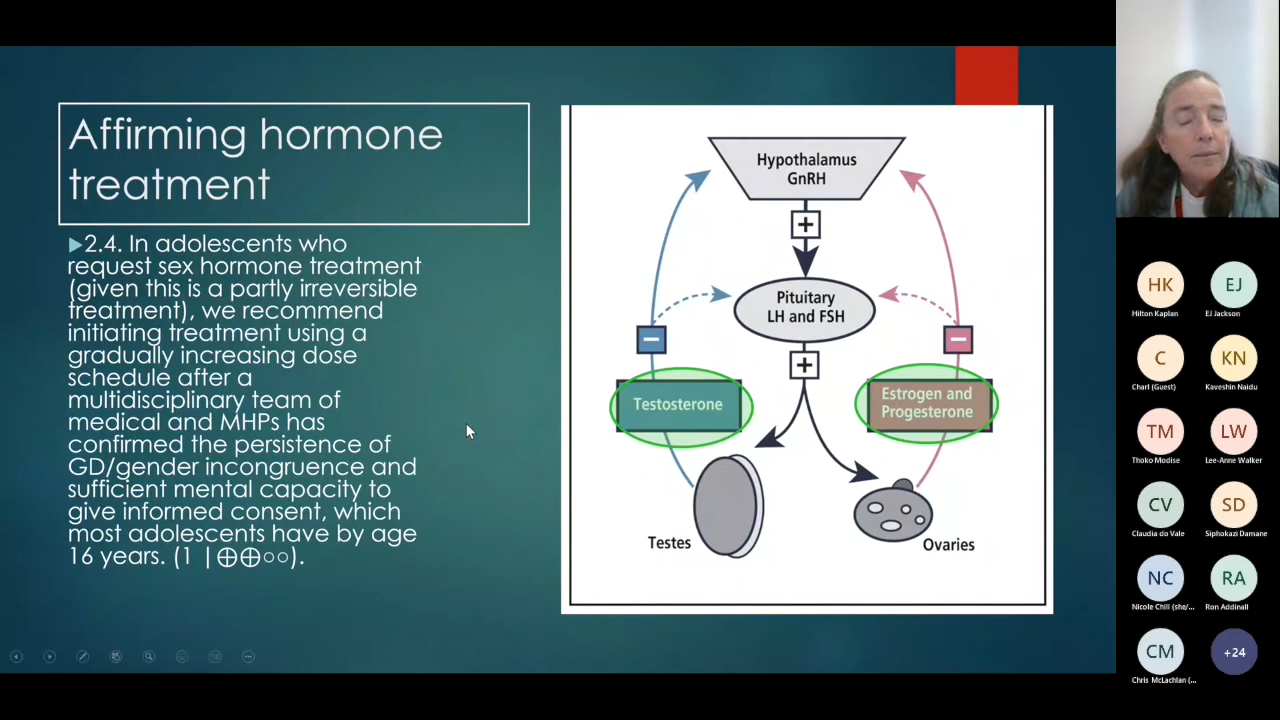 Affirming hormone
treatment
2.4. In adolescents who
request sex hormone treatment
(given this is a partly irreversible
treatment), we recommend
initiating treatment using a
gradually increasing dose
schedule after a
multidisciplinary team of
medical and MHPs has
confirmed the persistence of
GD/gender incongruence and
sufficient mental capacity to
give informed consent, which
most adolescents have by age
16 years. (1 |⊕⊕○○).
Hypothalamus
GnRH
+
Pituitary
LH and FSH
−
+
−
Testosterone
Estrogen and
Progesterone
Testes
Ovaries
HK
Hilton Kaplan
EJ
EJ Jackson
C
Charl (Guest)
KN
Kaveshin Naidu
TM
Thoko Modise
LW
Lee-Anne Walker
CV
Claudia do Vale
SD
Siphokazi Damane
NC
Nicole Chill (she/...
RA
Ron Addinall
CM
Chris McLachlan (...
+24